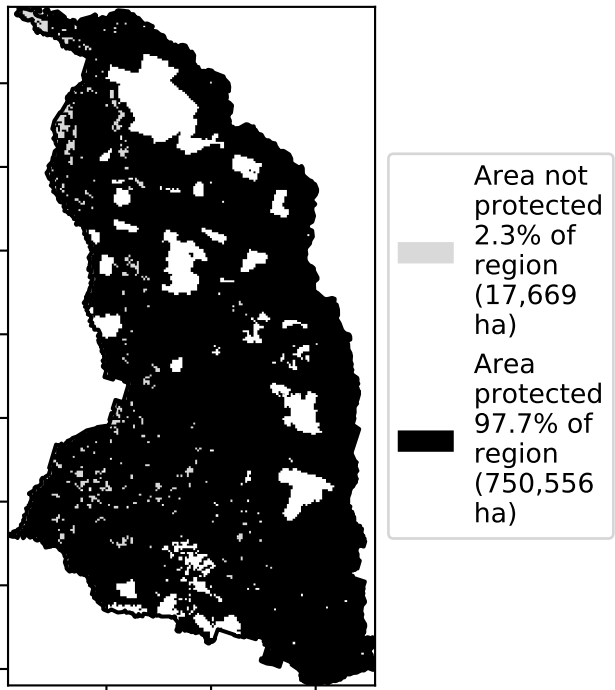 Area not
protected
2.3% of
region
(17,669
ha)
Area
protected
97.7% of
region
(750,556
ha)